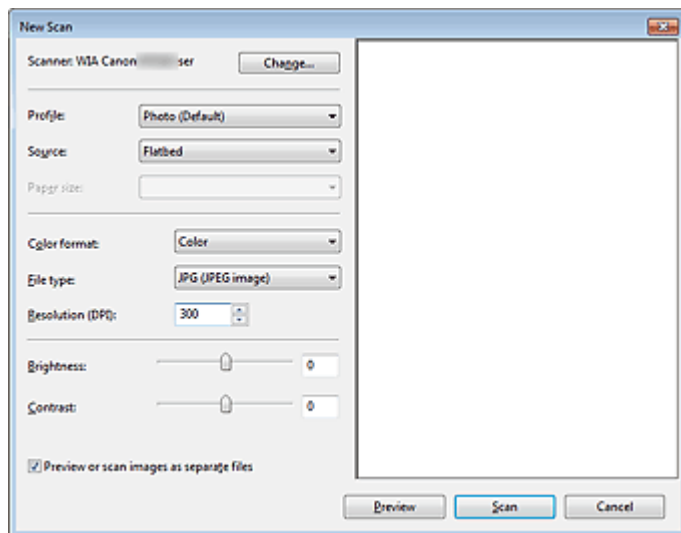 New Scan
Scanner: WIA Canon ser
Change...
Profile: Photo (Default)
Source: Flatbed
Paper size:
Color format: Color
File type: JPG (JPEG image)
Resolution (DPI): 300
Brightness: 0
Contrast: 0
Preview or scan images as separate files
Preview Scan Cancel